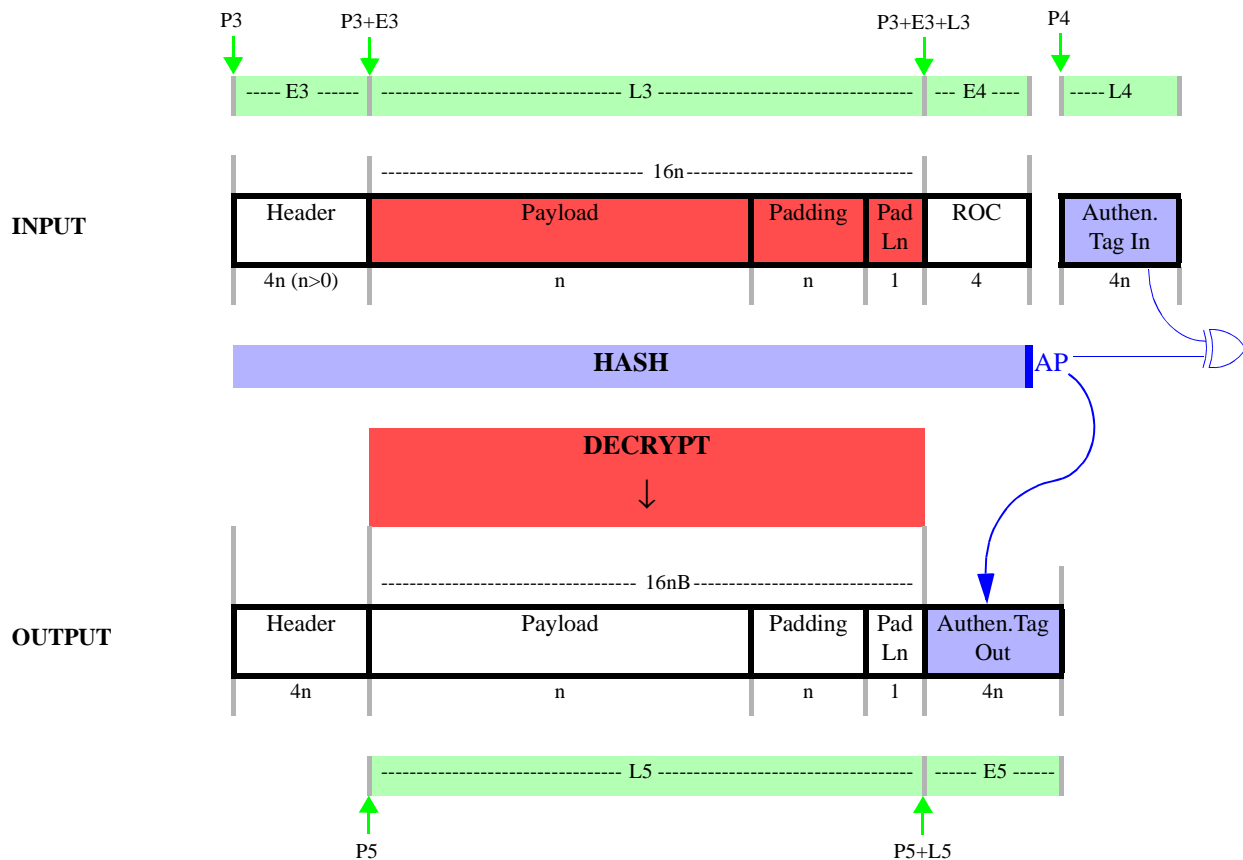 P3 P3+E3 P3+E3+L3 P4
----- E3 ------ L3 E4 ---- ----- L4
16n
INPUT
Header Payload Padding Pad Ln ROC Authen. Tag In
4n (n>0) n n 1 4 4n
HASH AP
DECRYPT
↓
16nB
OUTPUT
Header Payload Padding Pad Ln Authen.Tag Out
4n n n 1 4n
L5 E5
P5 P5+L5